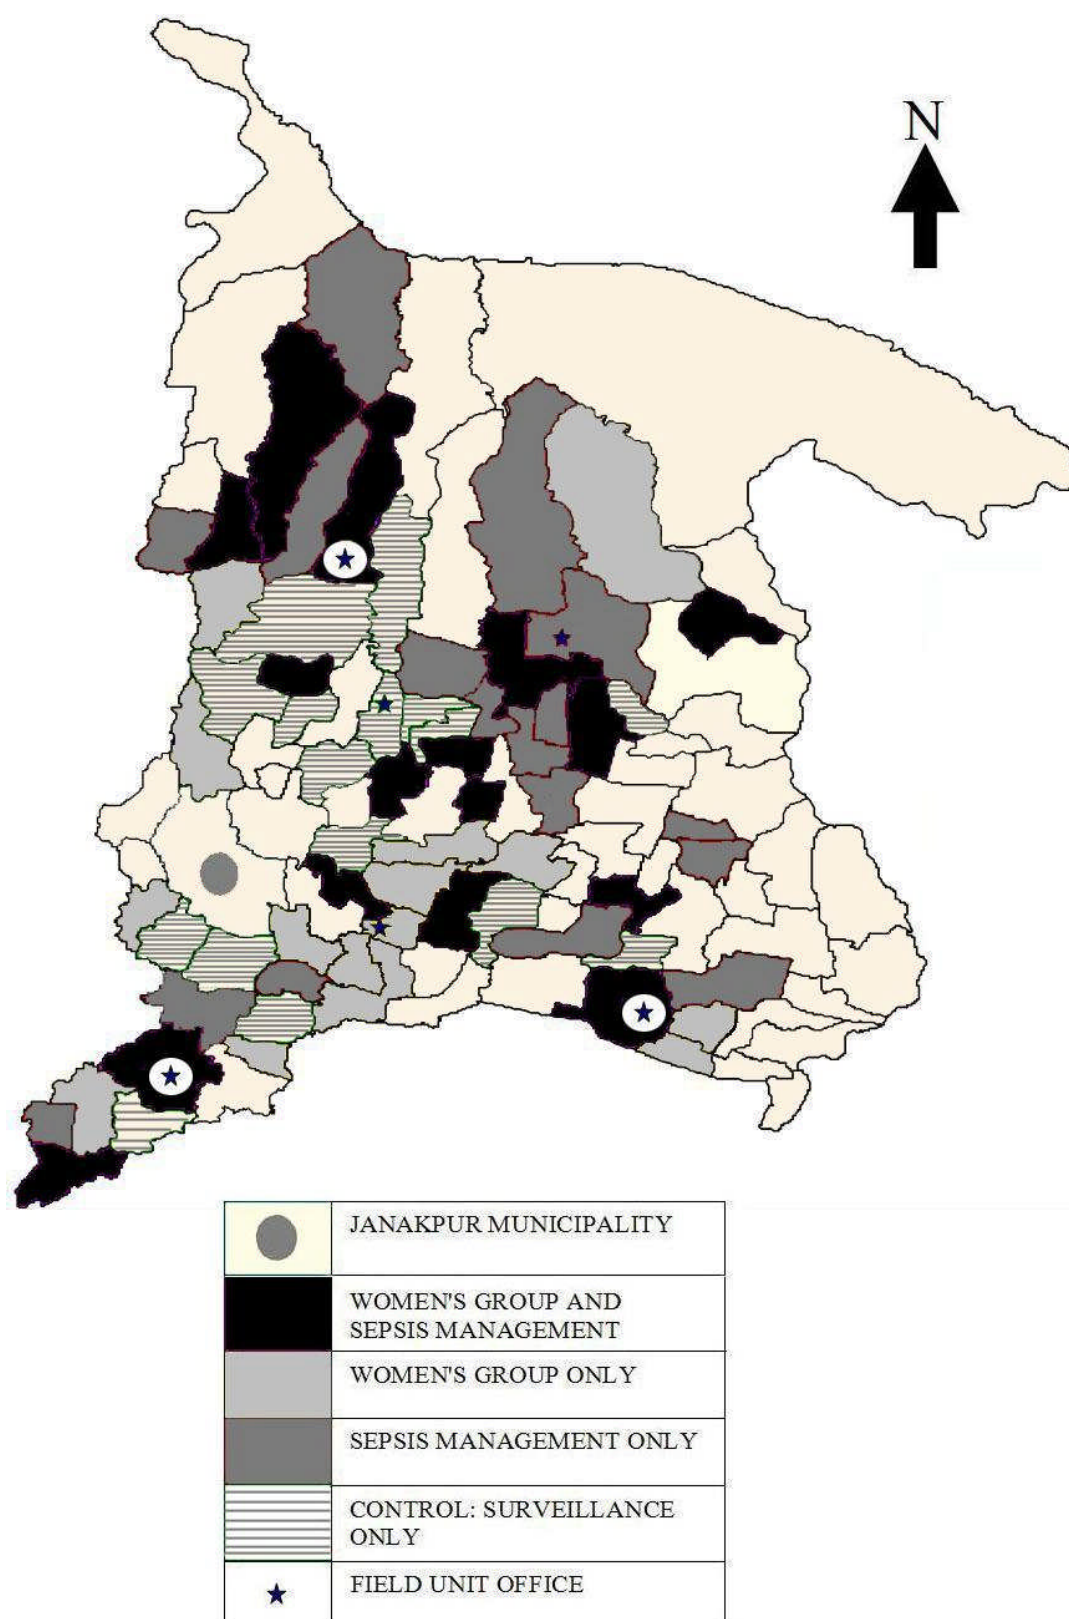 N
JANAKPUR MUNICIPALITY
WOMEN'S GROUP AND
SEPSIS MANAGEMENT
WOMEN'S GROUP ONLY
SEPSIS MANAGEMENT ONLY
CONTROL: SURVEILLANCE
ONLY
FIELD UNIT OFFICE